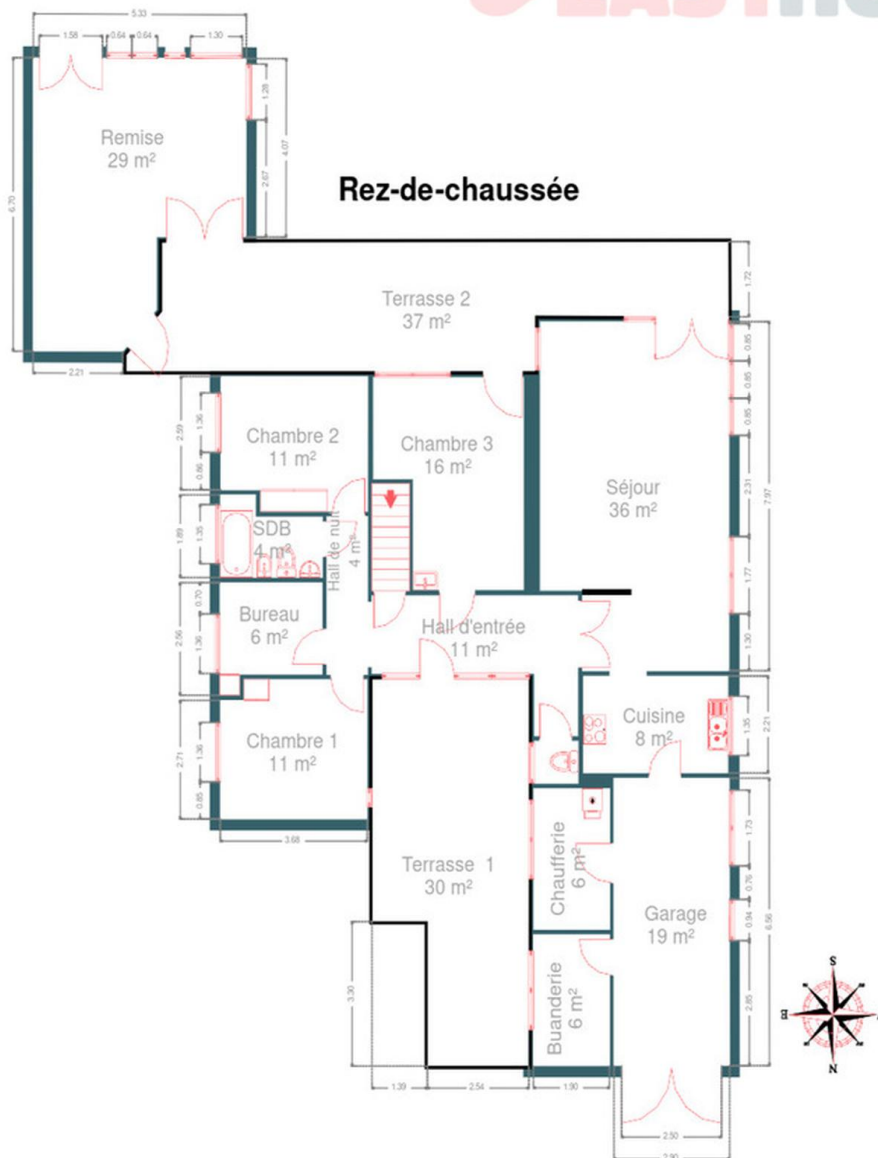 5.33
1.58
0.64
0.64
1.30
1.28
4.07
2.67
6.70
Remise
29 m²
Rez-de-chaussée
1.72
Terrasse 2
37 m²
2.21
0.85
0.85
0.85
2.59
1.36
0.86
Chambre 2
11 m²
Chambre 3
16 m²
Séjour
36 m²
2.31
7.97
1.89
1.35
SDB
4 m²
Hall de nuit
4 m²
1.77
2.56
0.70
1.36
Bureau
6 m²
Hall d'entrée
11 m²
1.30
Cuisine
8 m²
1.35
2.21
2.71
1.36
0.85
Chambre 1
11 m²
3.68
Terrasse 1
30 m²
Chaufferie
6 m²
1.73
0.76
0.94
6.56
2.85
Garage
19 m²
Buanderie
6 m²
3.30
1.39
2.54
1.90
2.50
2.90
S
E
N